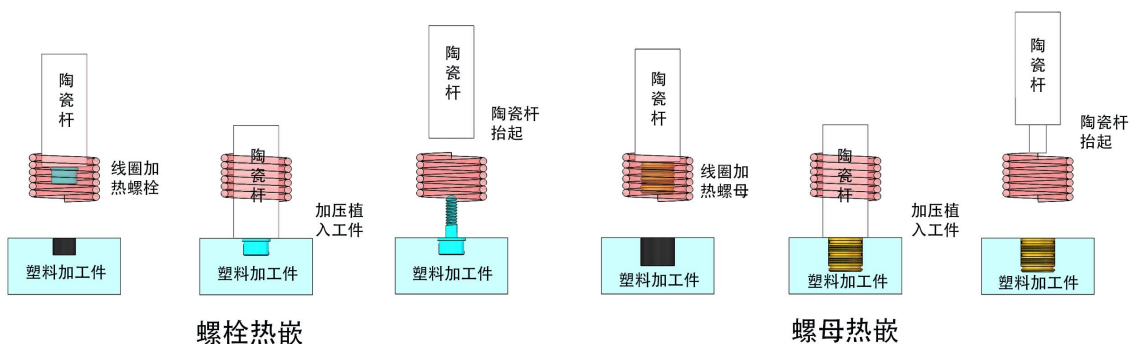 陶瓷杆
线圈加
热螺栓
塑料加工件
陶瓷杆
加压植
入工件
塑料加工件
陶瓷杆
陶瓷杆
抬起
塑料加工件
螺栓热嵌
陶瓷杆
线圈加
热螺母
塑料加工件
陶瓷杆
加压植
入工件
塑料加工件
陶瓷杆
陶瓷杆
抬起
塑料加工件
螺母热嵌